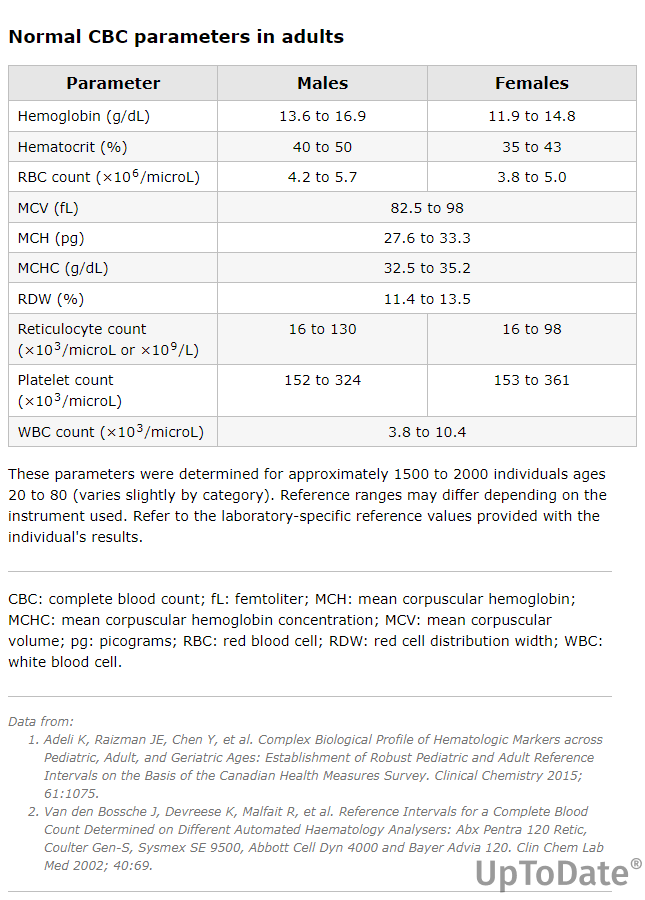 Normal CBC parameters in adults
Parameter Males Females
Hemoglobin (g/dL) 13.6 to 16.9 11.9 to 14.8
Hematocrit (%) 40 to 50 35 to 43
RBC count (×10⁶/microL) 4.2 to 5.7 3.8 to 5.0
MCV (fL) 82.5 to 98
MCH (pg) 27.6 to 33.3
MCHC (g/dL) 32.5 to 35.2
RDW (%) 11.4 to 13.5
Reticulocyte count 16 to 130 16 to 98
(×10³/microL or ×10⁹/L)
Platelet count 152 to 324 153 to 361
(×10³/microL)
WBC count (×10³/microL) 3.8 to 10.4
These parameters were determined for approximately 1500 to 2000 individuals ages
20 to 80 (varies slightly by category). Reference ranges may differ depending on the
instrument used. Refer to the laboratory-specific reference values provided with the
individual's results.
CBC: complete blood count; fL: femtoliter; MCH: mean corpuscular hemoglobin;
MCHC: mean corpuscular hemoglobin concentration; MCV: mean corpuscular
volume; pg: picograms; RBC: red blood cell; RDW: red cell distribution width; WBC:
white blood cell.
Data from:
1. Adeli K, Raizman JE, Chen Y, et al. Complex Biological Profile of Hematologic Markers across
Pediatric, Adult, and Geriatric Ages: Establishment of Robust Pediatric and Adult Reference
Intervals on the Basis of the Canadian Health Measures Survey. Clinical Chemistry 2015;
61:1075.
2. Van den Bossche J, Devreese K, Malfait R, et al. Reference Intervals for a Complete Blood
Count Determined on Different Automated Haematology Analysers: Abx Pentra 120 Retic,
Coulter Gen-S, Sysmex SE 9500, Abbott Cell Dyn 4000 and Bayer Advia 120. Clin Chem Lab
Med 2002; 40:69.
UpToDate®